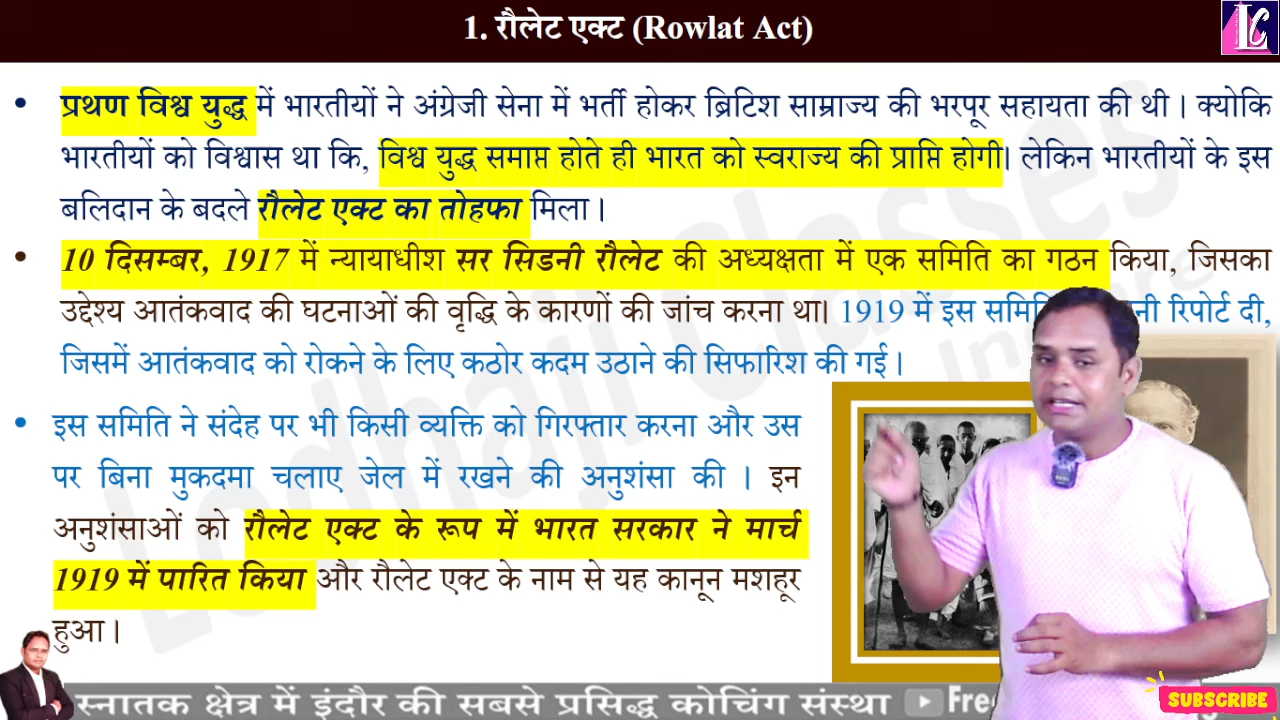 1. रौलेट एक्ट (Rowlat Act)
LC
• प्रथण विश्व युद्ध में भारतीयों ने अंग्रेजी सेना में भर्ती होकर ब्रिटिश साम्राज्य की भरपूर सहायता की थी । क्योकि
भारतीयों को विश्वास था कि, विश्व युद्ध समाप्त होते ही भारत को स्वराज्य की प्राप्ति होगी। लेकिन भारतीयों के इस
बलिदान के बदले रौलेट एक्ट का तोहफा मिला ।
• 10 दिसम्बर, 1917 में न्यायाधीश सर सिडनी रौलेट की अध्यक्षता में एक समिति का गठन किया, जिसका
उद्देश्य आतंकवाद की घटनाओं की वृद्धि के कारणों की जांच करना था। 1919 में इस रिपोर्ट दी,
जिसमें आतंकवाद को रोकने के लिए कठोर कदम उठाने की सिफारिश की गई ।
• इस समिति ने संदेह पर भी किसी व्यक्ति को गिरफ्तार करना और उस
पर बिना मुकदमा चलाए जेल में रखने की अनुशंसा की । इन
अनुशंसाओं को रौलेट एक्ट के रूप में भारत सरकार ने मार्च
1919 में पारित किया और रौलेट एक्ट के नाम से यह कानून मशहूर
हुआ ।
Lodhaji Classes
Indore
स्नातक क्षेत्र में इंदौर की सबसे प्रसिद्ध कोचिंग संस्था
SUBSCRIBE